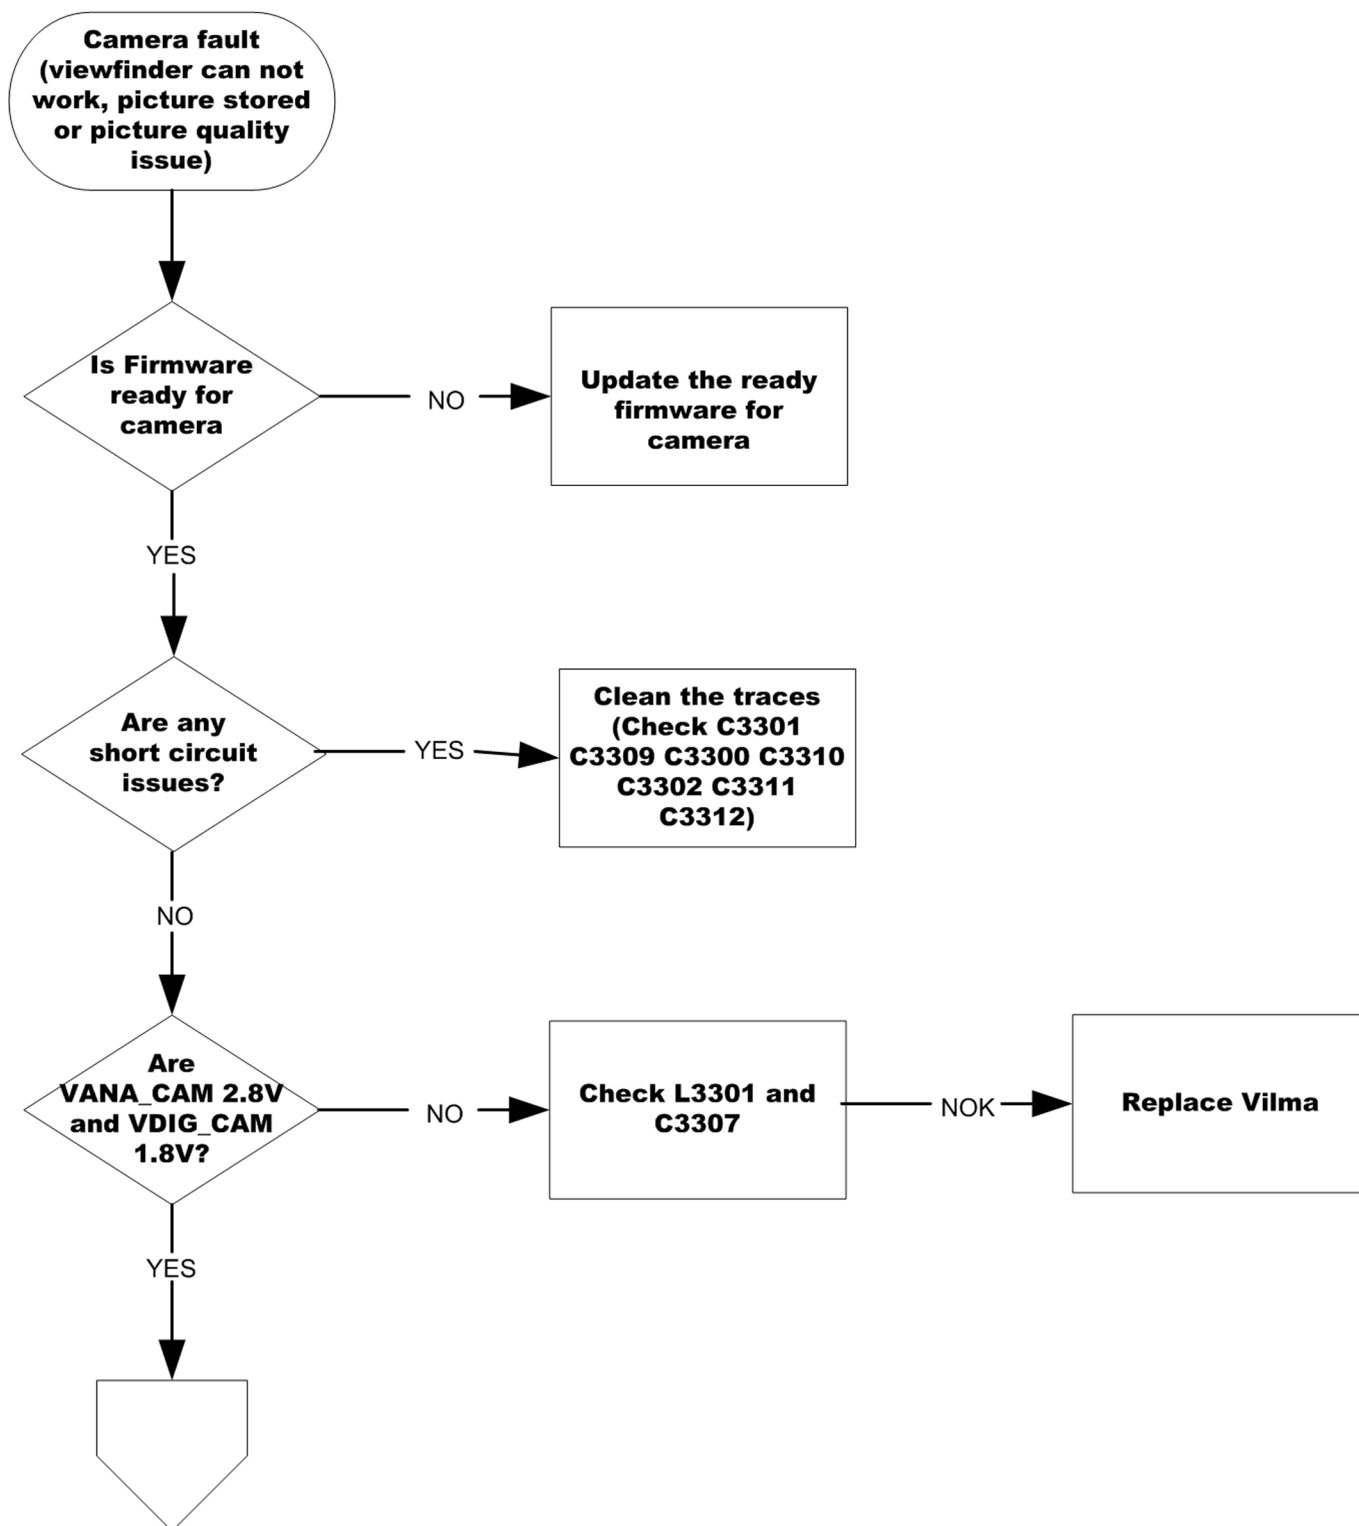 Camera fault
(viewfinder can not
work, picture stored
or picture quality
issue)
Is Firmware
ready for
camera
NO
Update the ready
firmware for
camera
YES
Are any
short circuit
issues?
YES
Clean the traces
(Check C3301
C3309 C3300 C3310
C3302 C3311
C3312)
NO
Are
VANA_CAM 2.8V
and VDIG_CAM
1.8V?
NO
Check L3301 and
C3307
NOK
Replace Vilma
YES